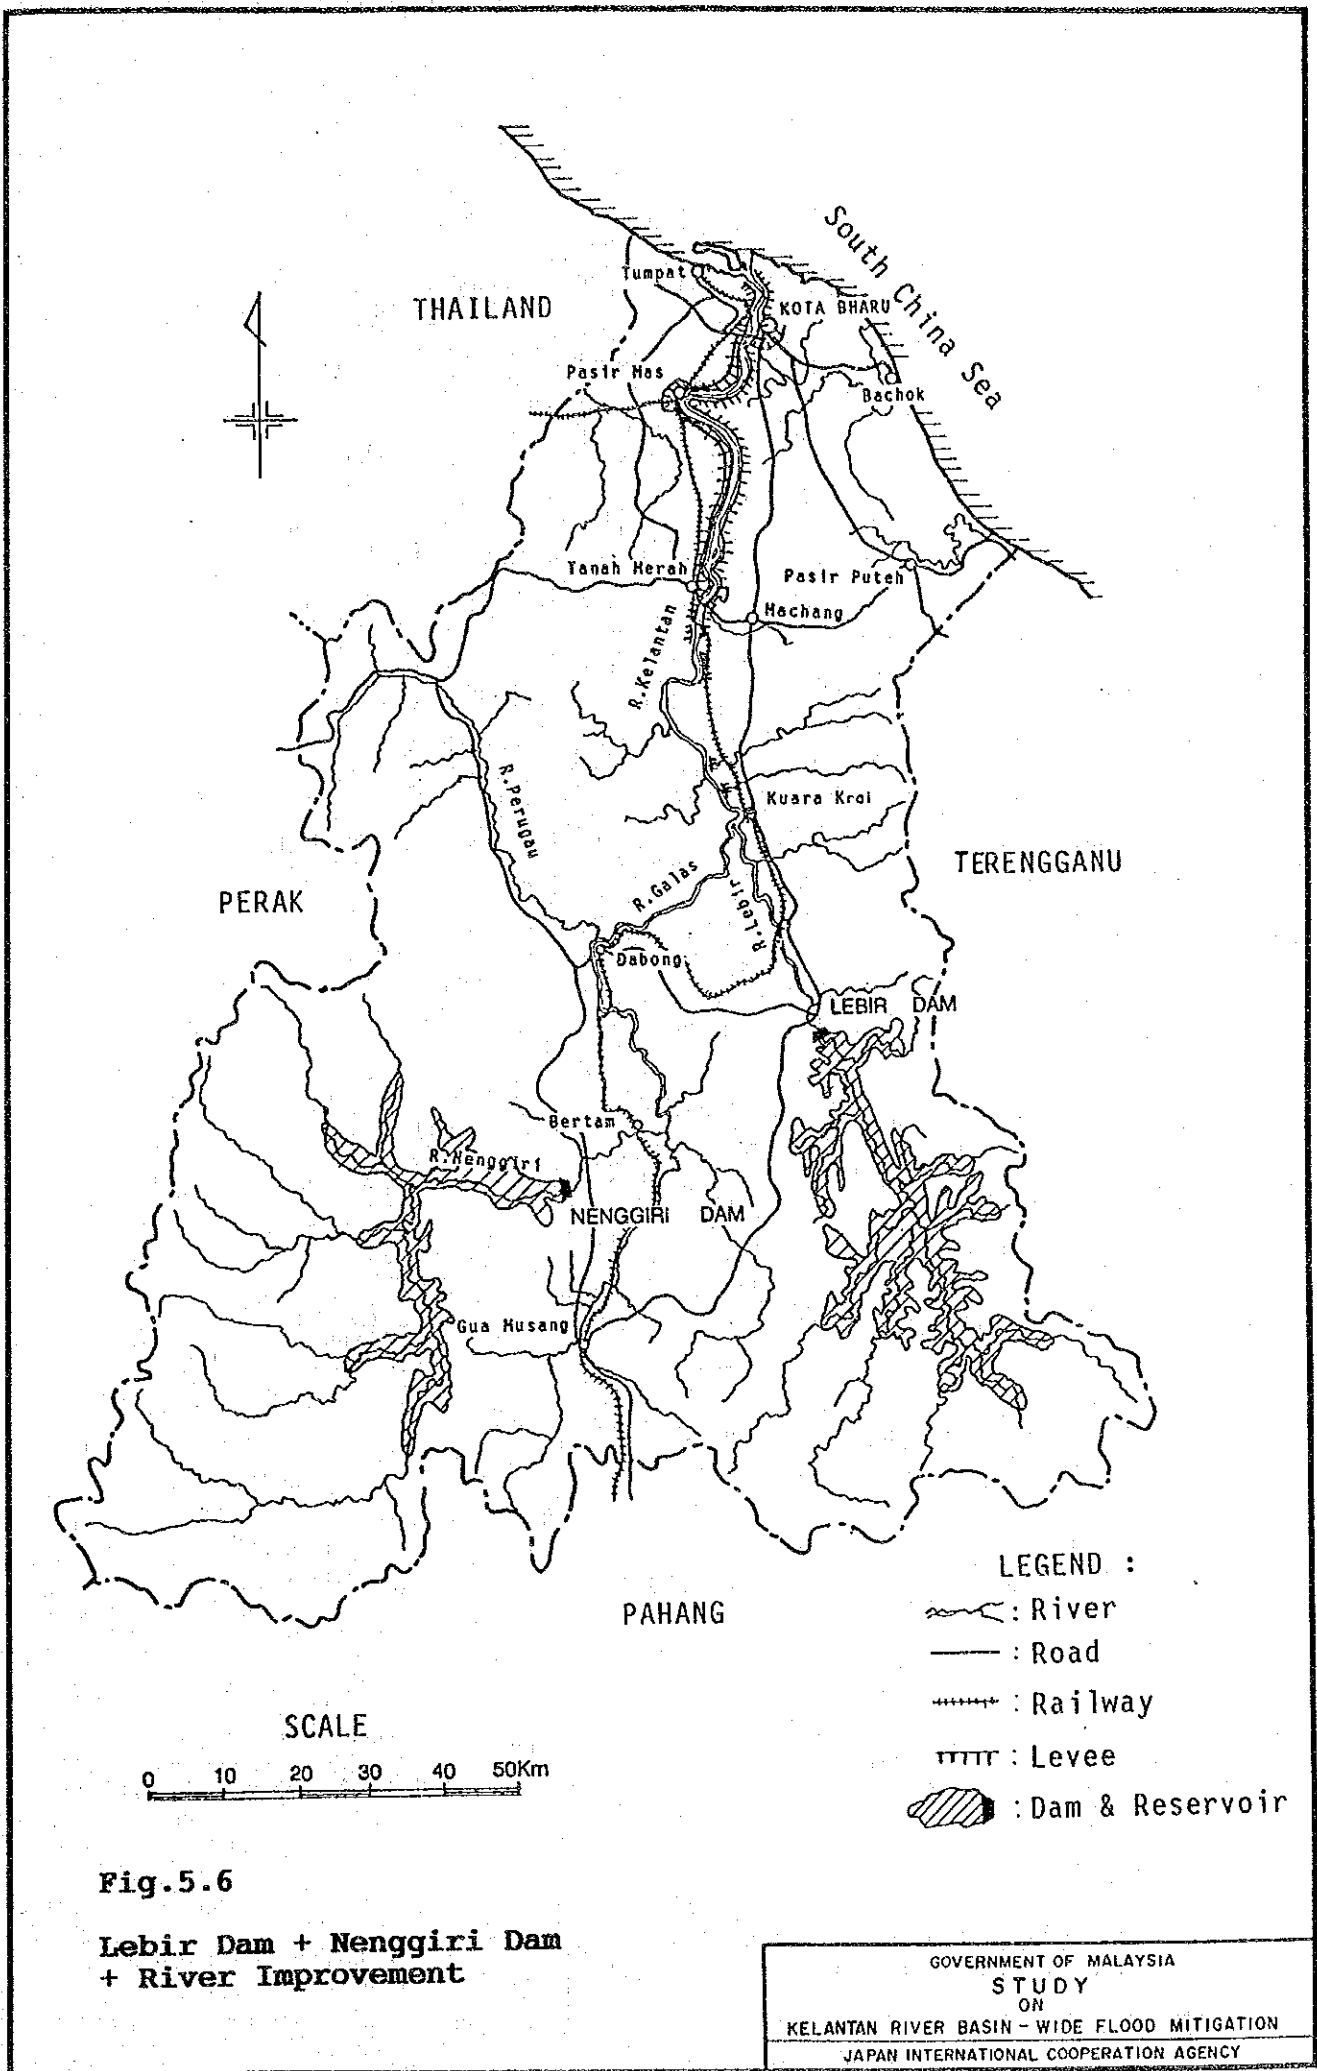 South China Sea
THAILAND
Tumpat
KOTA BHARU
Pasir Mas
Bachok
Tanah Merah
Pasir Puteh
Machang
R.Kelantan
R.Perugau
Kuara Kroi
TERENGGANU
PERAK
R.Galas
R.Lebir
Dabong
LEBIR DAM
Bertam
R.Nenggiri
NENGGIRI DAM
Gua Musang
PAHANG
LEGEND :
: River
: Road
: Railway
: Levee
: Dam & Reservoir
SCALE
0 10 20 30 40 50Km
Fig.5.6
Lebir Dam + Nenggiri Dam
+ River Improvement
GOVERNMENT OF MALAYSIA
STUDY
ON
KELANTAN RIVER BASIN - WIDE FLOOD MITIGATION
JAPAN INTERNATIONAL COOPERATION AGENCY